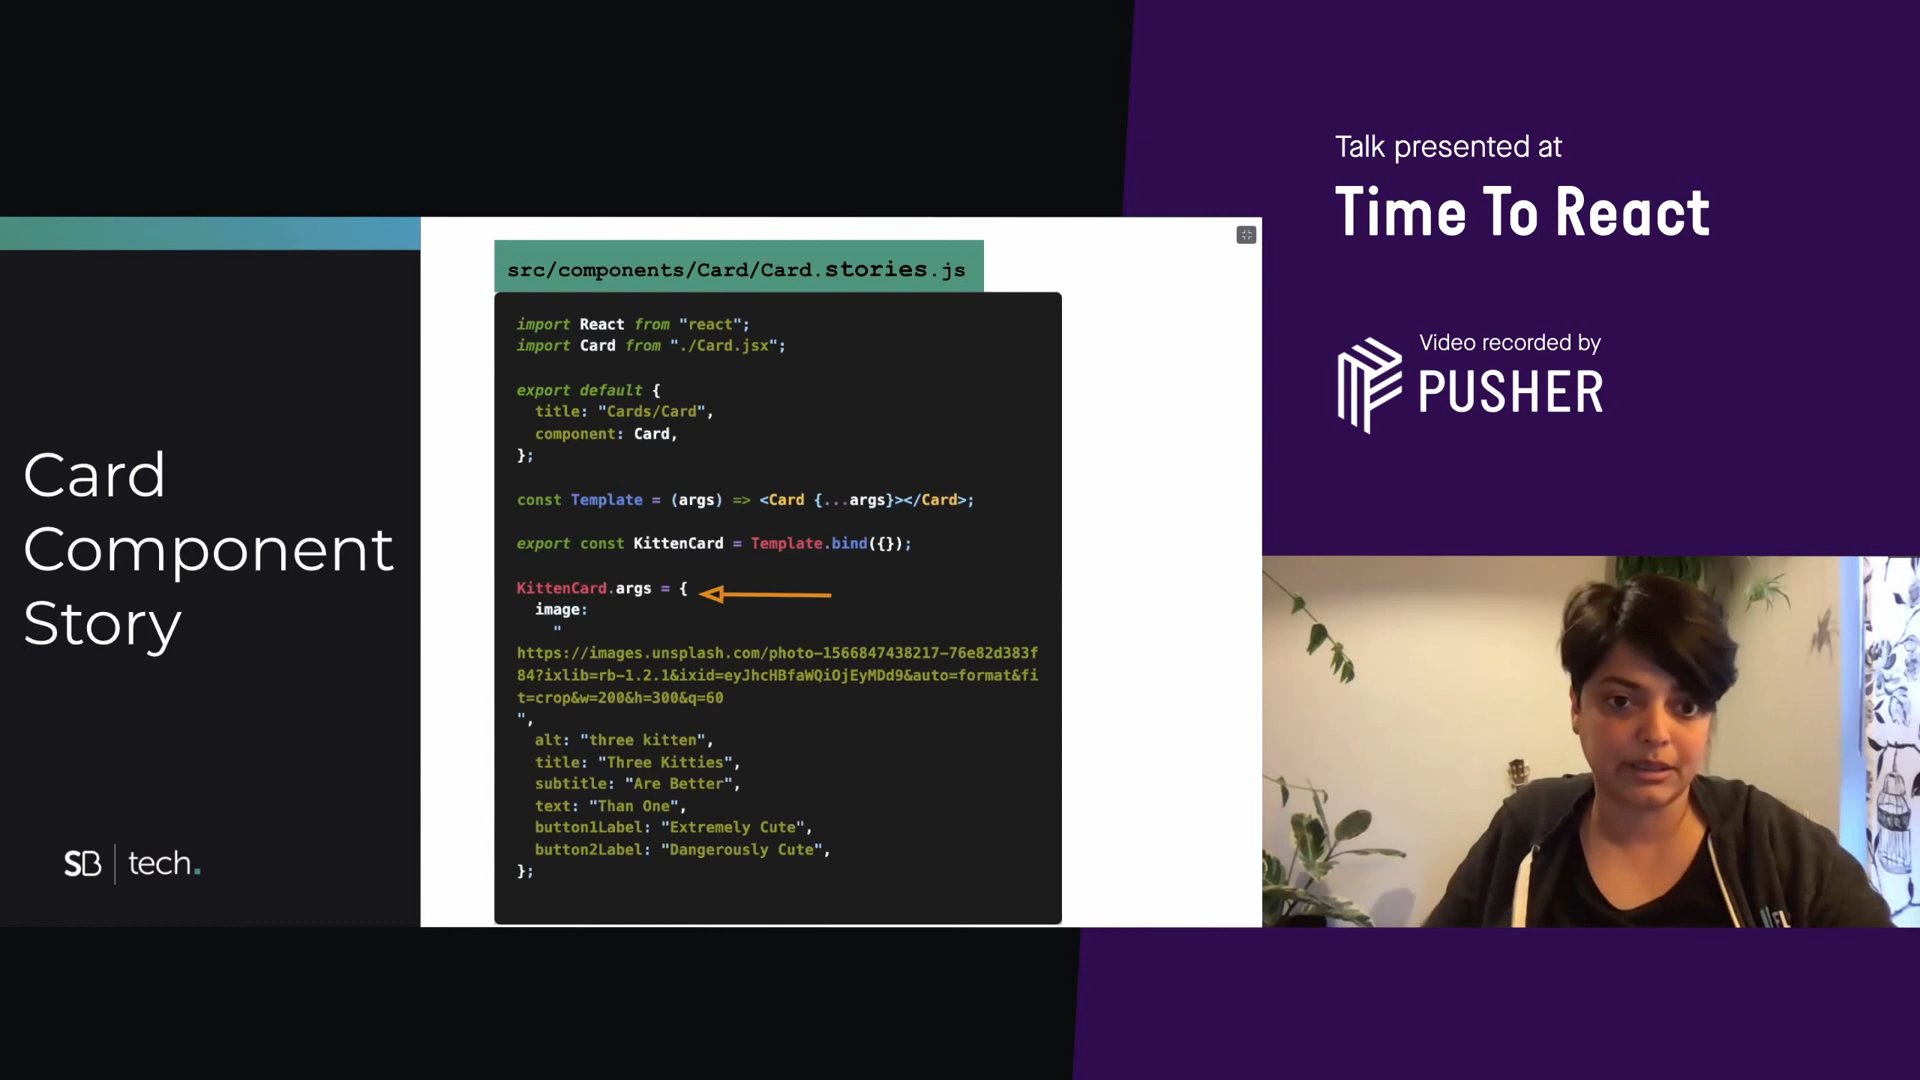 Talk presented at
Time To React
Video recorded by
PUSHER
Card
Component
Story
SB tech.
src/components/Card/Card.stories.js
import React from "react";
import Card from "./Card.jsx";
export default {
title: "Cards/Card",
component: Card,
};
const Template = (args) => <Card {...args}></Card>;
export const KittenCard = Template.bind({});
KittenCard.args = {
image:
"
https://images.unsplash.com/photo-1566847438217-76e82d383f
84?ixlib=rb-1.2.1&ixid=eyJhcHBfaWQiOjEyMDd9&auto=format&fi
t=crop&w=200&h=300&q=60
",
alt: "three kitten",
title: "Three Kitties",
subtitle: "Are Better",
text: "Than One",
button1Label: "Extremely Cute",
button2Label: "Dangerously Cute",
};